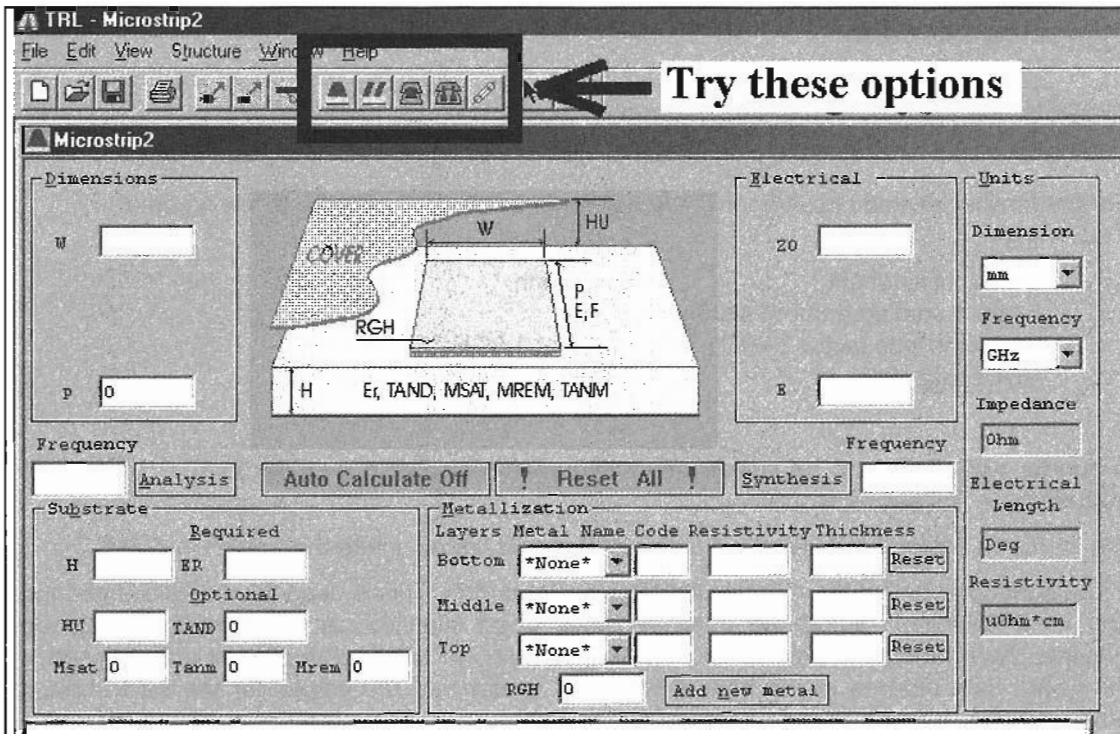 TRL - Microstrip2
File Edit View Structure Window Help
Try these options
Microstrip2
Dimensions
W
P 0
COVER
W
HU
P
E,F
RGH
H
Er, TAND, MSAT, MREM, TANM
Electrical
ZO
E
Units
Dimension
mm
Frequency
GHz
Impedance
Ohm
Electrical
Length
Deg
Resistivity
uOhm*cm
Frequency
Analysis
Auto Calculate Off
! Reset All !
Frequency
Synthesis
Substrate
Required
H ER
Optional
HU TAND 0
Msat 0 Tanm 0 Mrem 0
Metallization
Layers Metal Name Code Resistivity Thickness
Bottom *None* Reset
Middle *None* Reset
Top *None* Reset
RGH 0 Add new metal